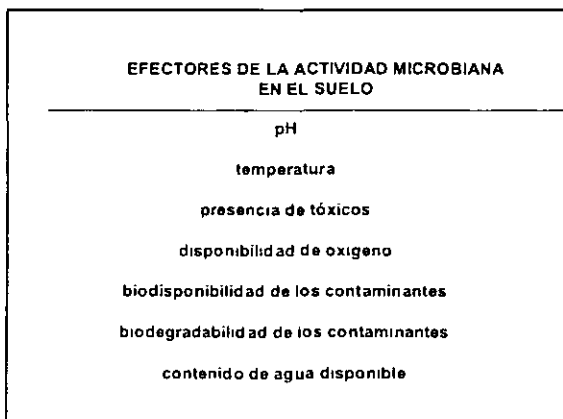 EFECTORES DE LA ACTIVIDAD MICROBIANA
EN EL SUELO
pH
temperatura
presencia de tóxicos
disponibilidad de oxigeno
biodisponibilidad de los contaminantes
biodegradabilidad de los contaminantes
contenido de agua disponible